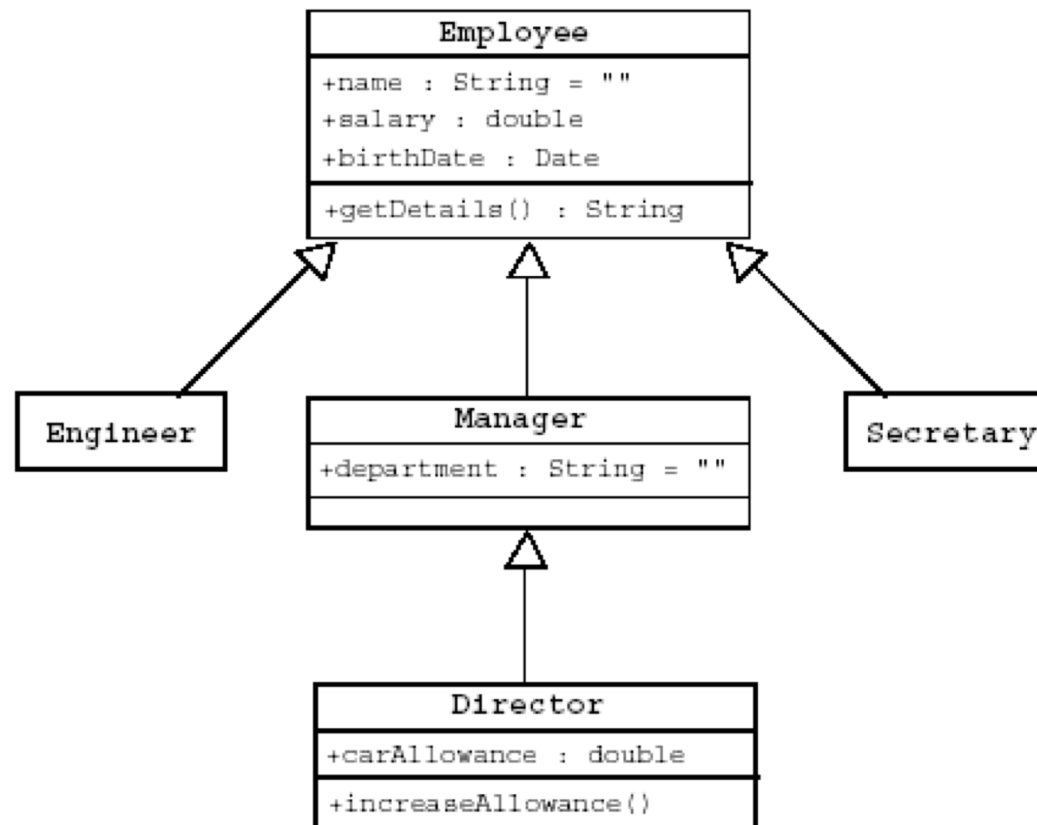 Employee
+name : String = ""
+salary : double
+birthDate : Date
+getDetails() : String
Engineer
Manager
+department : String = ""
Secretary
Director
+carAllowance : double
+increaseAllowance()